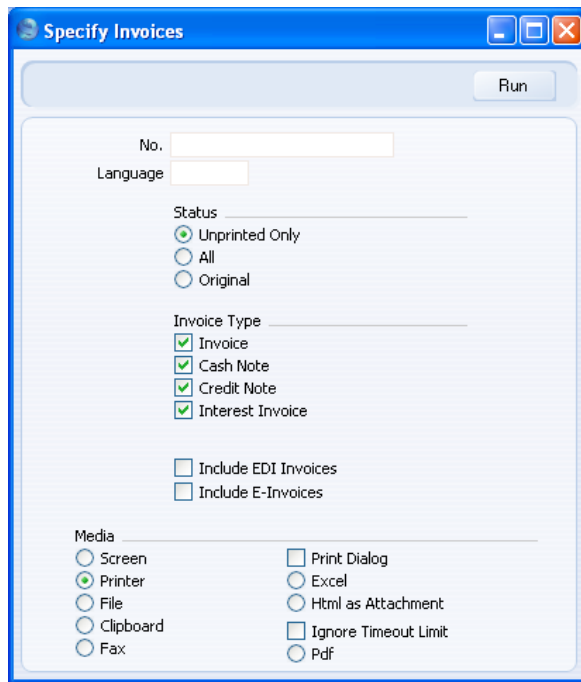 Specify Invoices
Run
No.
Language
Status
Unprinted Only
All
Original
Invoice Type
Invoice
Cash Note
Credit Note
Interest Invoice
Include EDI Invoices
Include E-Invoices
Media
Screen
Print Dialog
Printer
Excel
File
Html as Attachment
Clipboard
Ignore Timeout Limit
Fax
Pdf